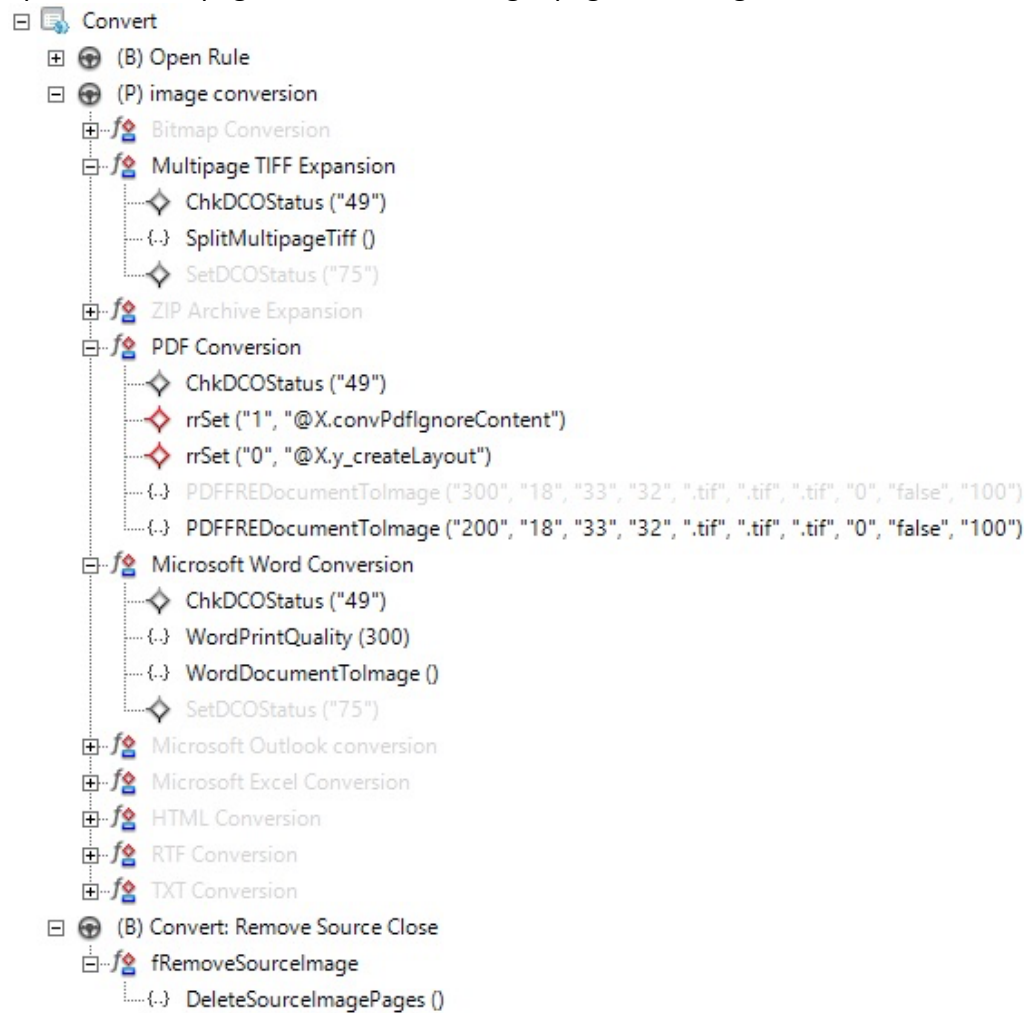 Convert
(B) Open Rule
(P) image conversion
Bitmap Conversion
Multipage TIFF Expansion
ChkDCOStatus ("49")
SplitMultipageTiff ()
SetDCOStatus ("75")
ZIP Archive Expansion
PDF Conversion
ChkDCOStatus ("49")
rrSet ("1", "@X.convPdfIgnoreContent")
rrSet ("0", "@X.y_createLayout")
PDFFREDocumentToImage ("300", "18", "33", "32", ".tif", ".tif", ".tif", "0", "false", "100")
PDFFREDocumentToImage ("200", "18", "33", "32", ".tif", ".tif", ".tif", "0", "false", "100")
Microsoft Word Conversion
ChkDCOStatus ("49")
WordPrintQuality (300)
WordDocumentToImage ()
SetDCOStatus ("75")
Microsoft Outlook conversion
Microsoft Excel Conversion
HTML Conversion
RTF Conversion
TXT Conversion
(B) Convert: Remove Source Close
fRemoveSourceImage
DeleteSourceImagePages ()